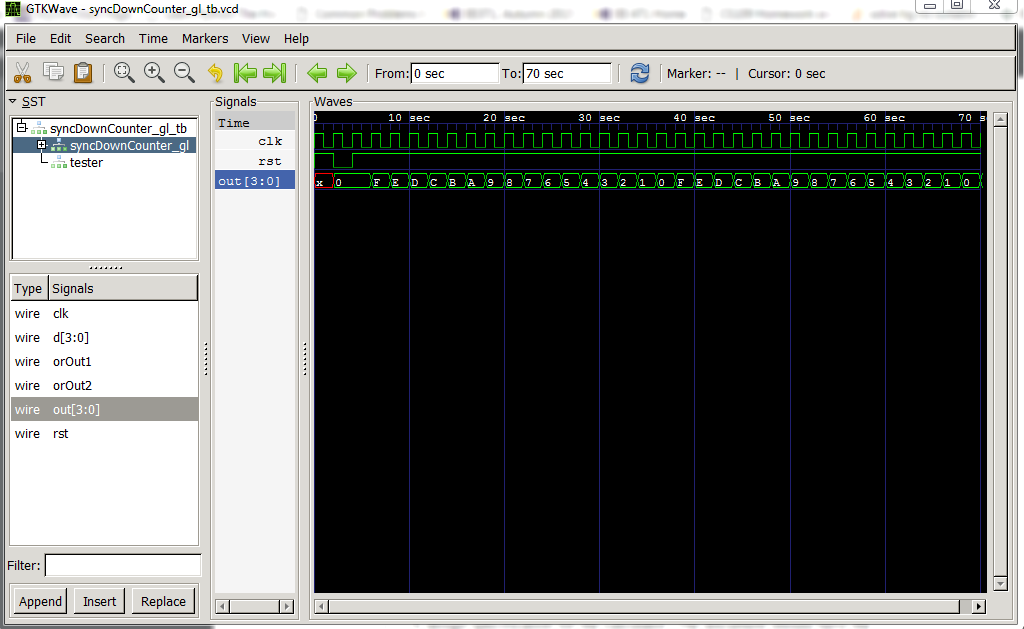 GTKWave - syncDownCounter_gl_tb.vcd
File Edit Search Time Markers View Help
From: 0 sec To: 70 sec Marker: -- | Cursor: 0 sec
SST
syncDownCounter_gl_tb
syncDownCounter_gl
tester
Type Signals
wire clk
wire d[3:0]
wire orOut1
wire orOut2
wire out[3:0]
wire rst
Filter:
Append Insert Replace
Signals
Time
clk
rst
out[3:0]
Waves
10 sec 20 sec 30 sec 40 sec 50 sec 60 sec 70 s
x 0 F E D C B A 9 8 7 6 5 4 3 2 1 0 F E D C B A 9 8 7 6 5 4 3 2 1 0